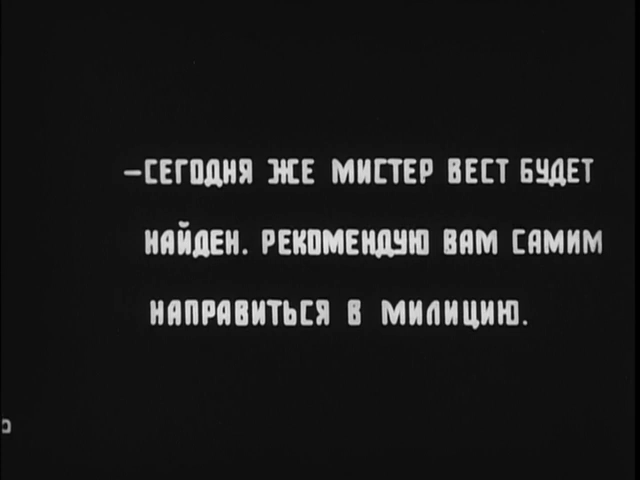 –СЕГОДНЯ ЖЕ МИСТЕР ВЕСТ БУДЕТ
НАЙДЕН. РЕКОМЕНДУЮ ВАМ САМИМ
НАПРАВИТЬСЯ В МИЛИЦИЮ.